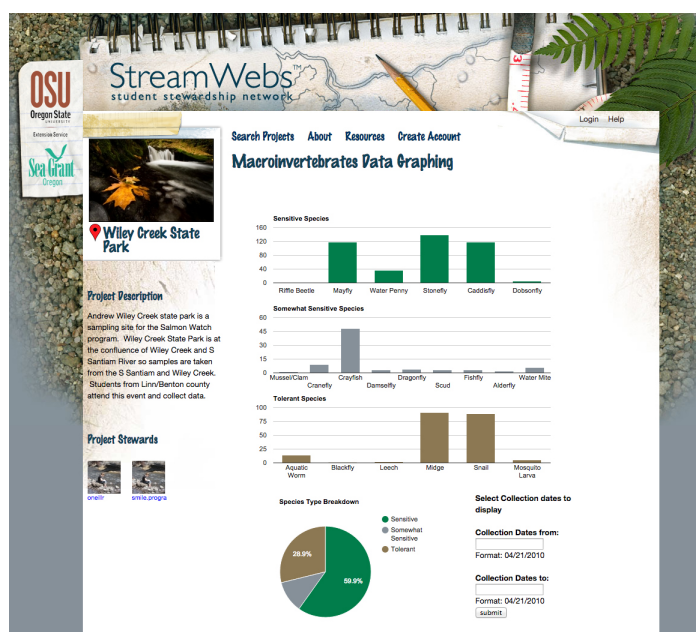 StreamWebs™
student stewardship network
OSU
Oregon State
UNIVERSITY
Extension Service
Sea Grant
Oregon
Login Help
Search Projects About Resources Create Account
Macroinvertebrates Data Graphing
Wiley Creek State
Park
Project Description
Andrew Wiley Creek state park is a
sampling site for the Salmon Watch
program. Wiley Creek State Park is at
the confluence of Wiley Creek and S
Santiam River so samples are taken
from the S Santiam and Wiley Creek.
Students from Linn/Benton county
attend this event and collect data.
Project Stewards
oneillr
smile.progra
Sensitive Species
160
120
80
40
0
Riffle Beetle Mayfly Water Penny Stonefly Caddisfly Dobsonfly
Somewhat Sensitive Species
60
45
30
15
0
Mussel/Clam Crayfish Dragonfly Fishfly Water Mite
Cranefly Damselfly Scud Alderfly
Tolerant Species
100
75
50
25
0
Aquatic Blackfly Leech Midge Snail Mosquito
Worm Larva
Species Type Breakdown
Sensitive
Somewhat
Sensitive
Tolerant
28.9%
59.9%
Select Collection dates to
display
Collection Dates from:
Format: 04/21/2010
Collection Dates to:
Format: 04/21/2010
submit